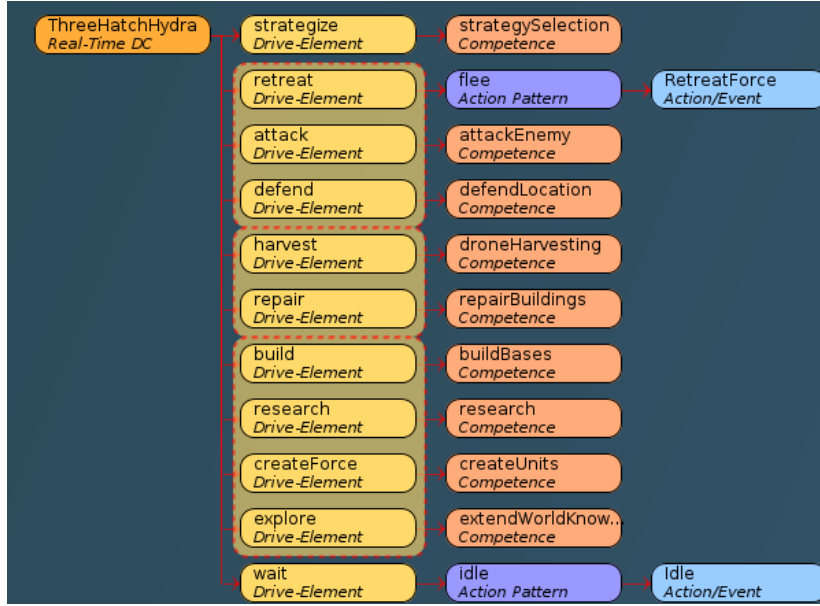 ThreeHatchHydra
Real-Time DC
strategize
Drive-Element
strategySelection
Competence
retreat
Drive-Element
flee
Action Pattern
RetreatForce
Action/Event
attack
Drive-Element
attackEnemy
Competence
defend
Drive-Element
defendLocation
Competence
harvest
Drive-Element
droneHarvesting
Competence
repair
Drive-Element
repairBuildings
Competence
build
Drive-Element
buildBases
Competence
research
Drive-Element
research
Competence
createForce
Drive-Element
createUnits
Competence
explore
Drive-Element
extendWorldKnow...
Competence
wait
Drive-Element
idle
Action Pattern
Idle
Action/Event